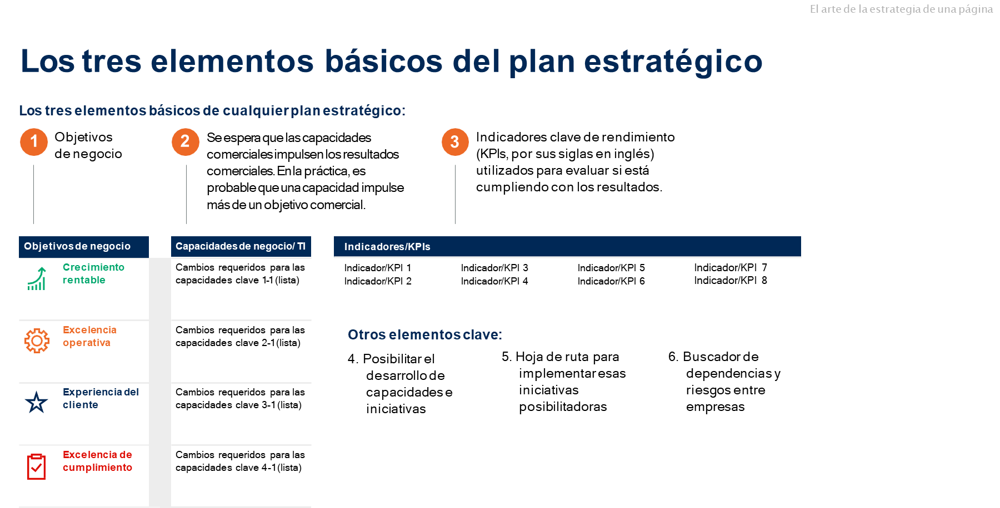 El arte de la estrategia de una página
Los tres elementos básicos del plan estratégico
Los tres elementos básicos de cualquier plan estratégico:
1
Objetivos
de negocio
2
Se espera que las capacidades
comerciales impulsen los resultados
comerciales. En la práctica, es
probable que una capacidad impulse
más de un objetivo comercial.
3
Indicadores clave de rendimiento
(KPIs, por sus siglas en inglés)
utilizados para evaluar si está
cumpliendo con los resultados.
Objetivos de negocio
Capacidades de negocio/ TI
Indicadores/KPIs
Crecimiento
rentable
Cambios requeridos para las
capacidades clave 1-1 (lista)
Indicador/KPI 1
Indicador/KPI 2
Indicador/KPI 3
Indicador/KPI 4
Indicador/KPI 5
Indicador/KPI 6
Indicador/KPI 7
Indicador/KPI 8
Excelencia
operativa
Cambios requeridos para las
capacidades clave 2-1 (lista)
Experiencia del
cliente
Cambios requeridos para las
capacidades clave 3-1 (lista)
Excelencia de
cumplimiento
Cambios requeridos para las
capacidades clave 4-1 (lista)
Otros elementos clave:
4. Posibilitar el
desarrollo de
capacidades e
iniciativas
5. Hoja de ruta para
implementar esas
iniciativas
posibilitadoras
6. Buscador de
dependencias y
riesgos entre
empresas